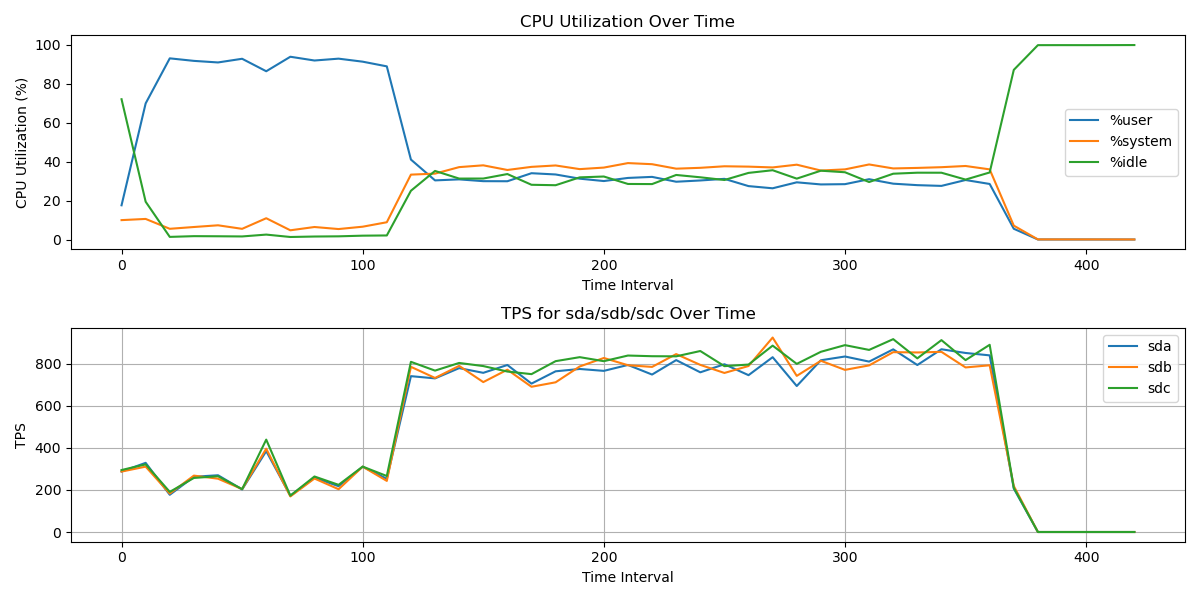 CPU Utilization Over Time
100
80
60
40
20
0
CPU Utilization (%)
%user
%system
%idle
0 100 200 300 400
Time Interval
TPS for sda/sdb/sdc Over Time
800
600
400
200
0
TPS
sda
sdb
sdc
0 100 200 300 400
Time Interval